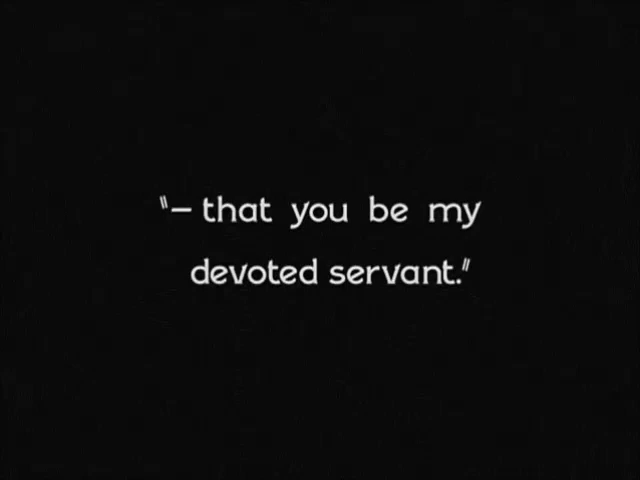 "– that you be my
devoted servant."